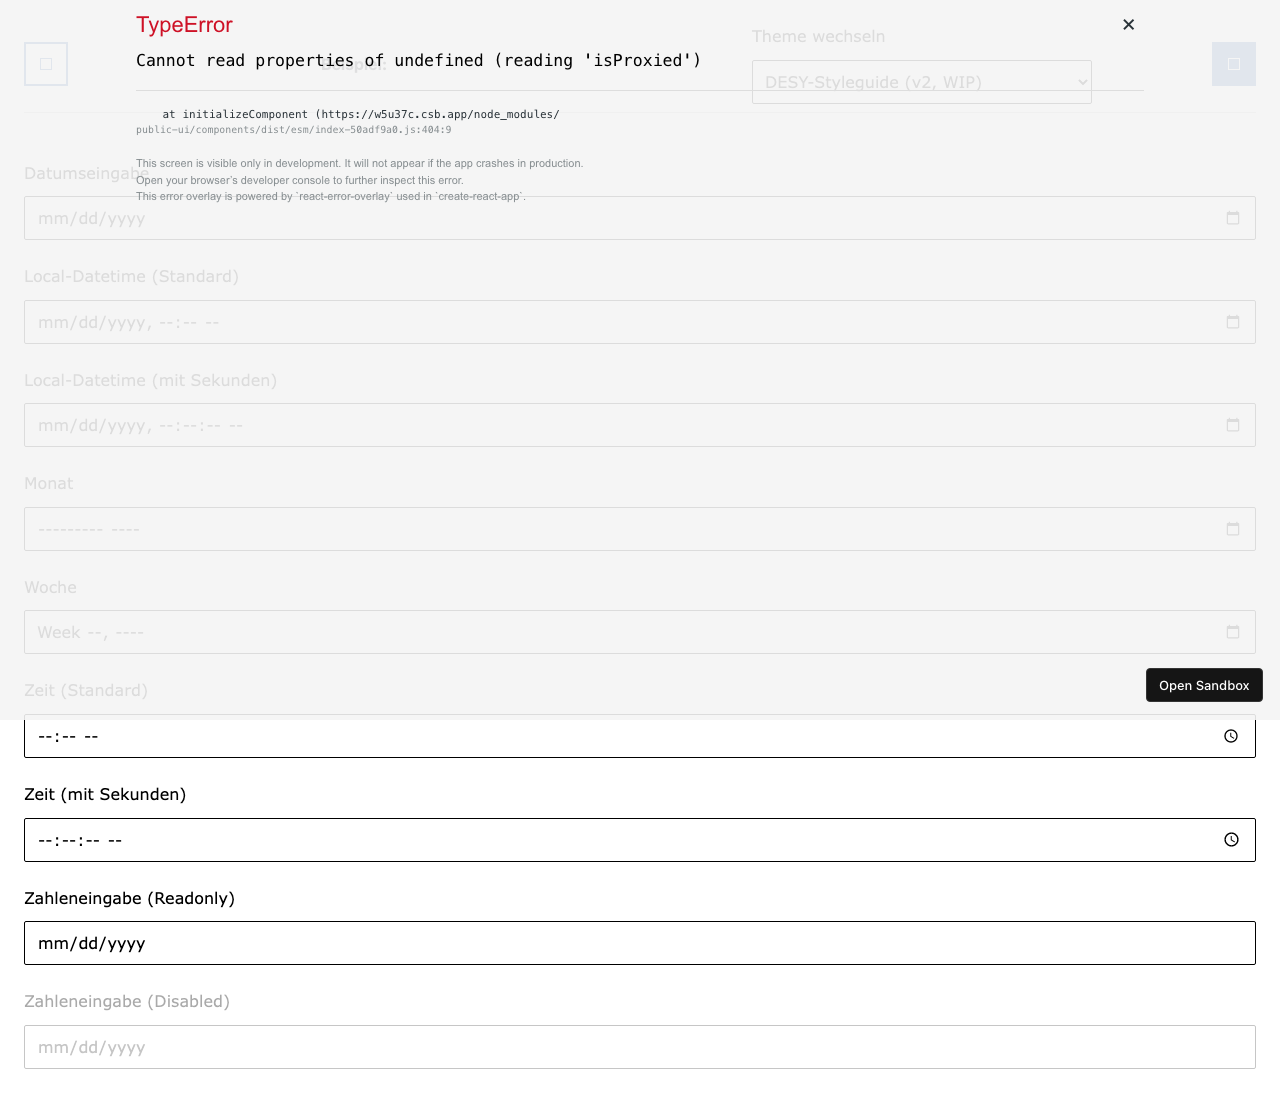 TypeError
Theme wechseln
Cannot read properties of undefined (reading 'isProxied')
Beispiel:
DESY-Styleguide (v2, WIP)
at initializeComponent (https://w5u37c.csb.app/node_modules/
public-ui/components/dist/esm/index-50adf9a0.js:404:9
This screen is visible only in development. It will not appear if the app crashes in production.
Datumseingabe
Open your browser's developer console to further inspect this error.
This error overlay is powered by `react-error-overlay` used in `create-react-app`.
mm/dd/yyyy
Local-Datetime (Standard)
mm/dd/yyyy, --:-- --
Local-Datetime (mit Sekunden)
mm/dd/yyyy, --:--:-- --
Monat
--------- ----
Woche
Week --, ----
Open Sandbox
Zeit (Standard)
--:-- --
Zeit (mit Sekunden)
--:--:-- --
Zahleneingabe (Readonly)
mm/dd/yyyy
Zahleneingabe (Disabled)
mm/dd/yyyy